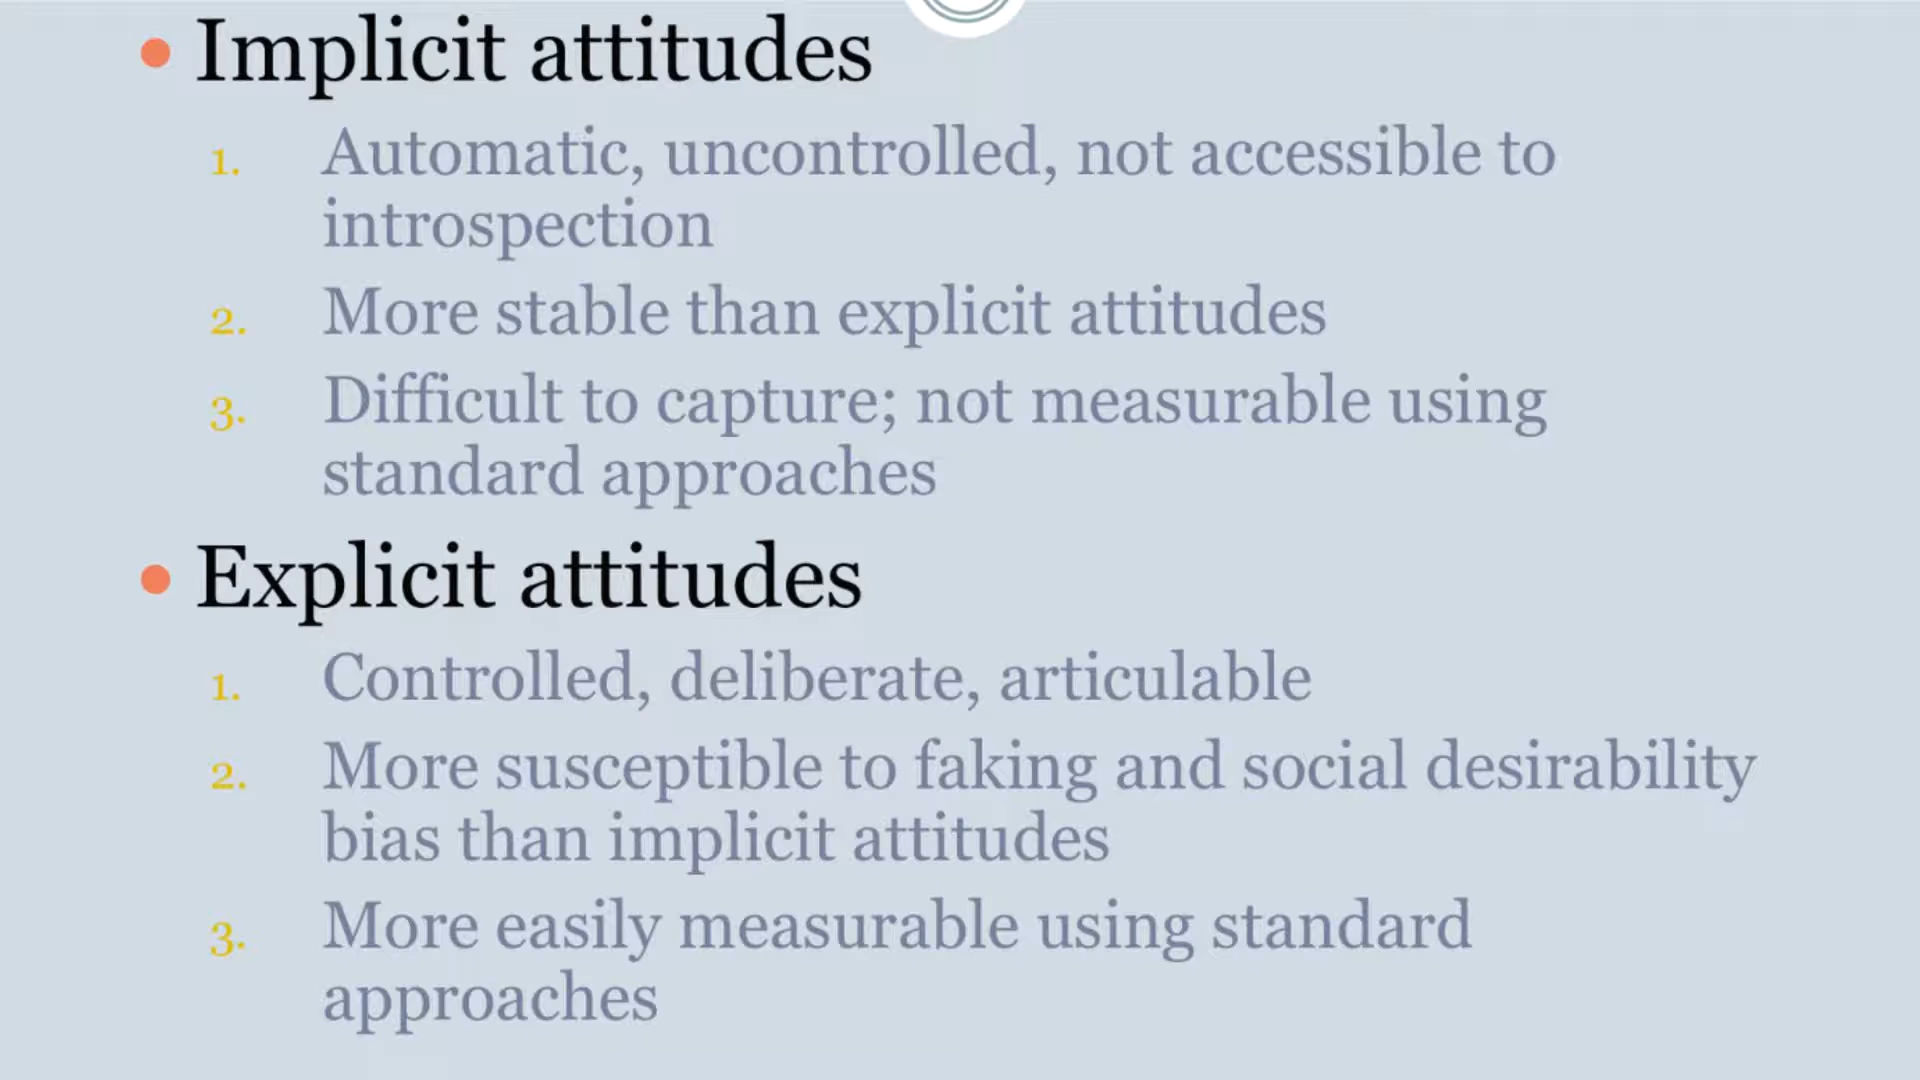 • Implicit attitudes
1. Automatic, uncontrolled, not accessible to
introspection
2. More stable than explicit attitudes
3. Difficult to capture; not measurable using
standard approaches
• Explicit attitudes
1. Controlled, deliberate, articulable
2. More susceptible to faking and social desirability
bias than implicit attitudes
3. More easily measurable using standard
approaches